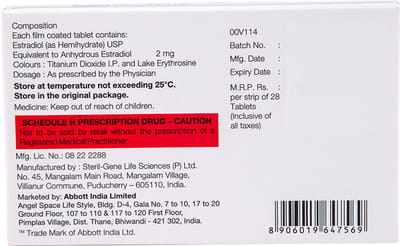 Composition
Each film coated tablet contains:
Estradiol (as Hemihydrate) USP
Equivalent to Anhydrous Estradiol 2 mg
Colours : Titanium Dioxide I.P. and Lake Erythrosine
Dosage : As prescribed by the Physician
Store at temperature not exceeding 25°C.
Store in the original package.
Medicine: Keep out of reach of children.
SCHEDULE H PRESCRIPTION DRUG – CAUTION
Not to be sold by retail without the prescription of a
Registered Medical Practitioner.
Mfg. Lic. No.: 08 22 2288
Manufactured by : Steril-Gene Life Sciences (P) Ltd.
No. 45, Mangalam Main Road, Mangalam Village,
Villianur Commune, Puducherry – 605110, India.
Marketed by: Abbott India Limited
Angel Space Life Style, Bldg. D-4, Gala No. 7 to 10, 17 to 20
Ground Floor, 107 to 110 & 117 to 120 First Floor,
Pimplas Village, Dist. Thane, Bhiwandi - 421 302, India.
™ : Trade Mark of Abbott India Ltd.
00V114
Batch No. :
Mfg. Date :
Expiry Date :
M.R.P. Rs. :
per strip of 28
Tablets
(Inclusive of
all taxes)
8 906019 647569